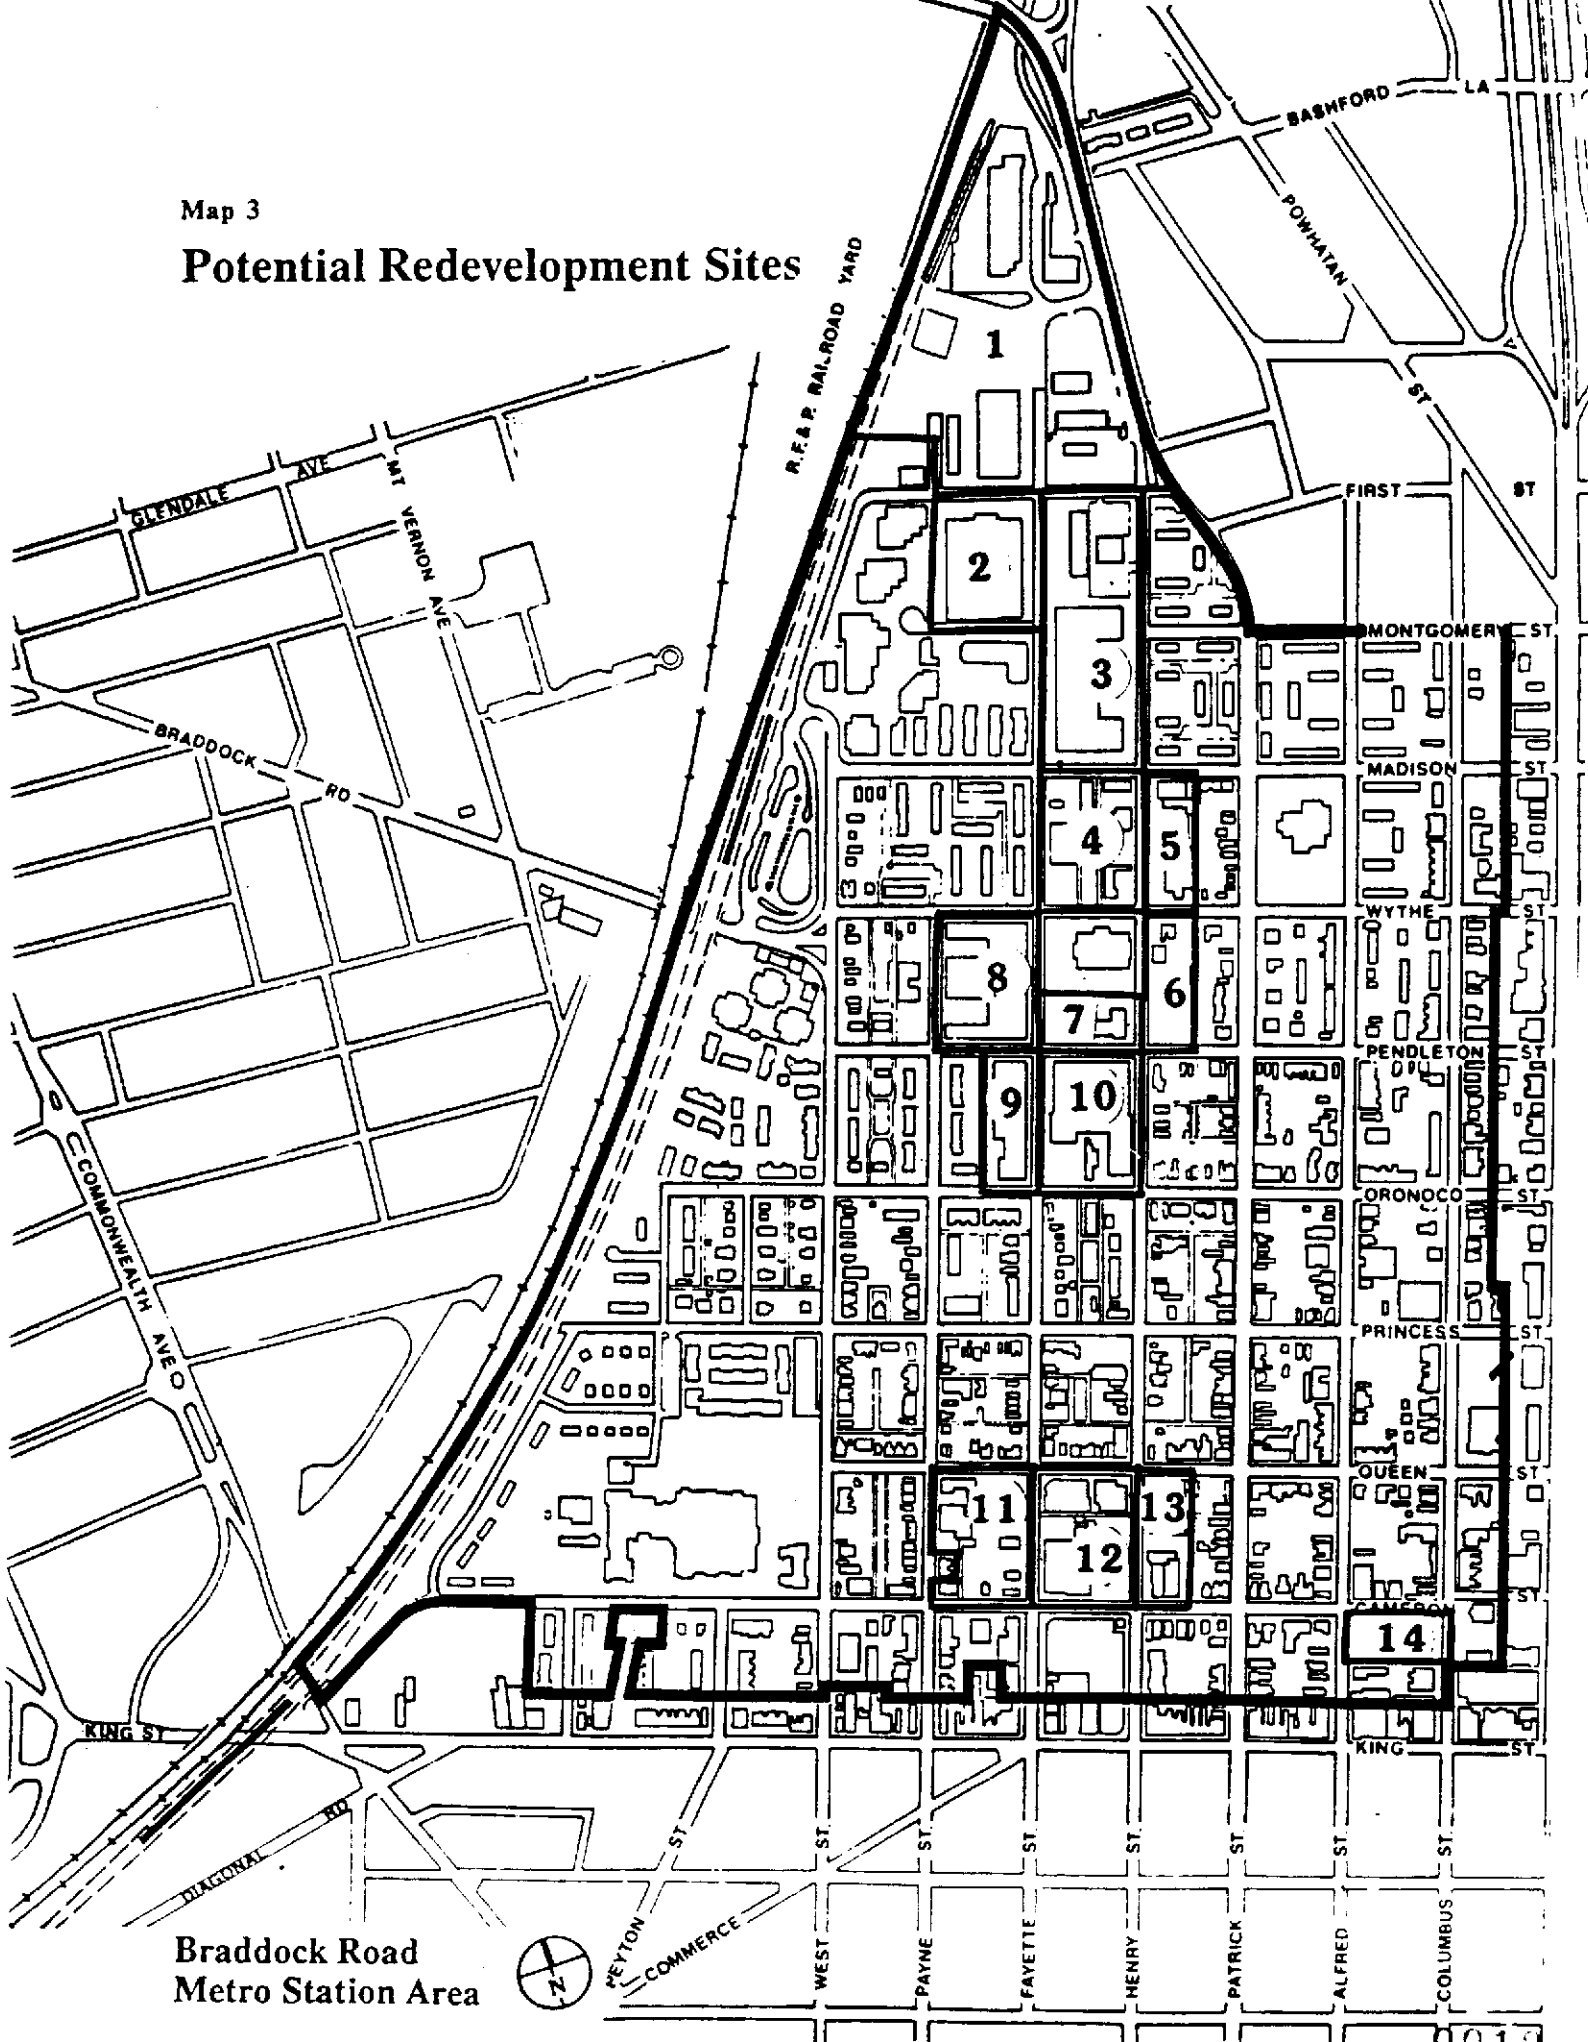 BASHFORD LA
Map 3
Potential Redevelopment Sites
POWHATAN
ST
R.F.& P. RAILROAD YARD
1
GLENDALE AVE
MT VERNON AVE
FIRST ST
2
MONTGOMERY ST
3
BRADDOCK RD
MADISON ST
4
5
WYTHE ST
8
6
7
PENDLETON ST
9
10
COMMONWEALTH AVE
ORONOCO ST
PRINCESS ST
QUEEN ST
11
13
12
CAMERON ST
14
KING ST
KING ST
DIAGONAL RD
PEYTON ST
COMMERCE
WEST ST
PAYNE ST
FAYETTE ST
HENRY ST
PATRICK ST
ALFRED ST
COLUMBUS ST
Braddock Road
Metro Station Area
N